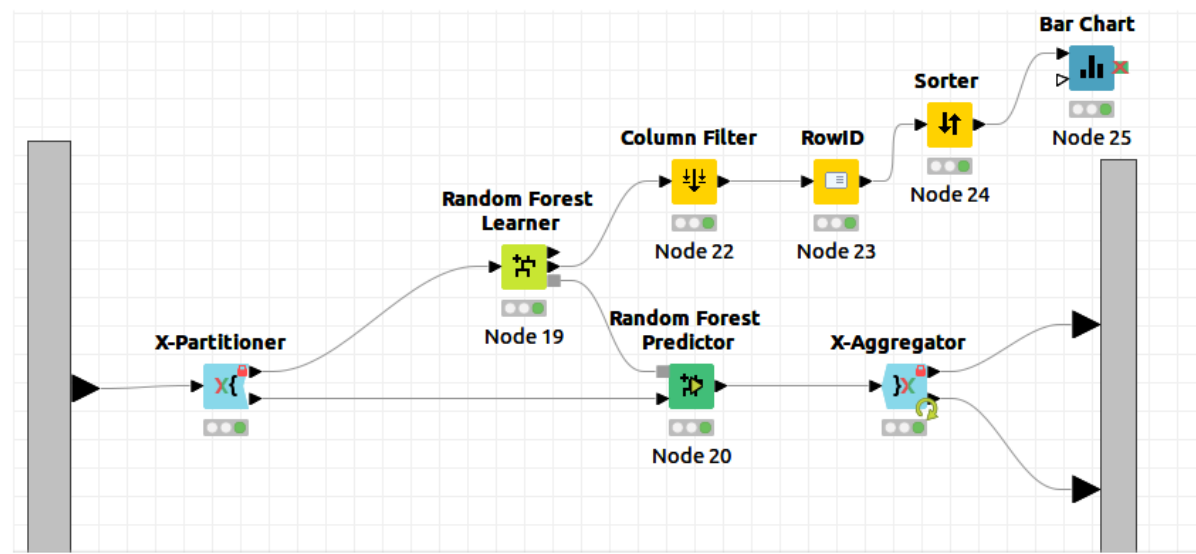 Bar Chart
Node 25
Sorter
Node 24
Column Filter
Node 22
RowID
Node 23
Random Forest
Learner
Node 19
Random Forest
Predictor
Node 20
X-Partitioner
X{
X-Aggregator
}X